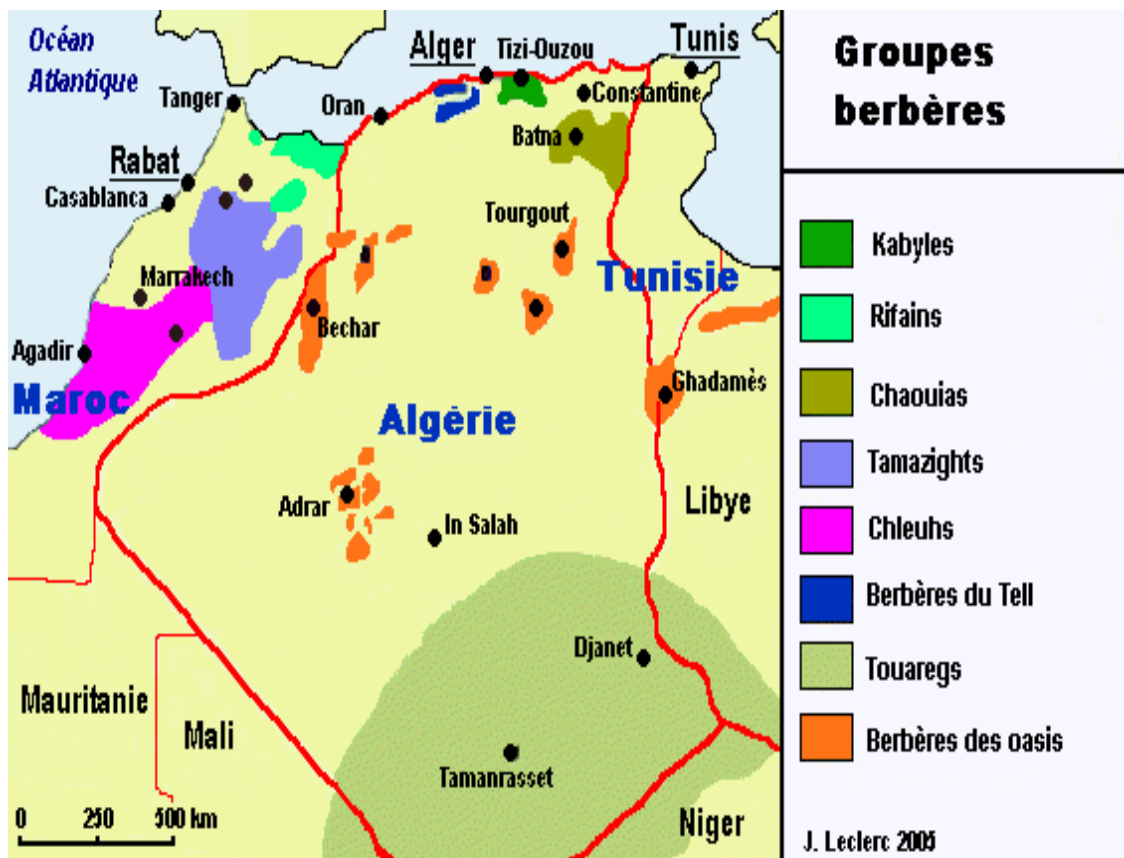 Océan
Atlantique
Alger
Tizi-Ouzou
Tunis
Tanger
Oran
Constantine
Batna
Rabat
Casablanca
Tourgout
Marrakech
Tunisie
Bechar
Agadir
Ghadamès
Maroc
Algérie
Adrar
In Salah
Libye
Djanet
Mauritanie
Mali
Tamanrasset
Niger
0 250 500 km
Groupes
berbères
Kabyles
Rifains
Chaouias
Tamazights
Chleuhs
Berbères du Tell
Touaregs
Berbères des oasis
J. Leclerc 2005